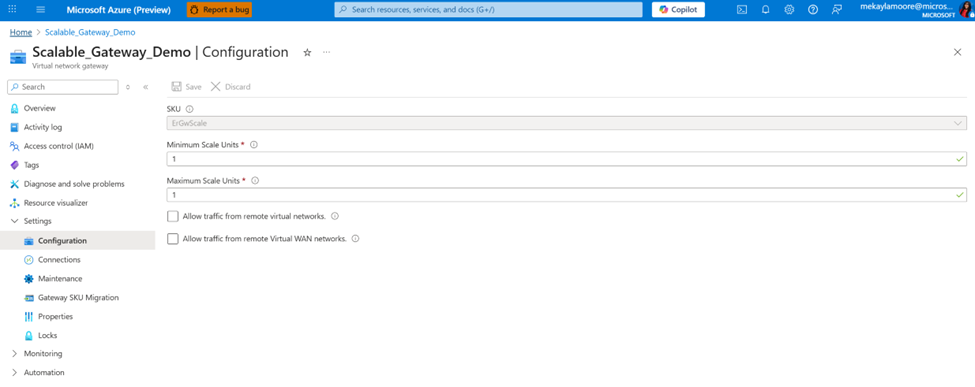 Microsoft Azure (Preview)
Report a bug
Search resources, services, and docs (G+/)
Copilot
mekaylamoore@micros...
MICROSOFT
Home > Scalable_Gateway_Demo
Scalable_Gateway_Demo | Configuration
Virtual network gateway
Search
Save
Discard
Overview
Activity log
Access control (IAM)
Tags
Diagnose and solve problems
Resource visualizer
Settings
Configuration
Connections
Maintenance
Gateway SKU Migration
Properties
Locks
Monitoring
Automation
SKU
ErGwScale
Minimum Scale Units *
1
Maximum Scale Units *
1
Allow traffic from remote virtual networks.
Allow traffic from remote Virtual WAN networks.